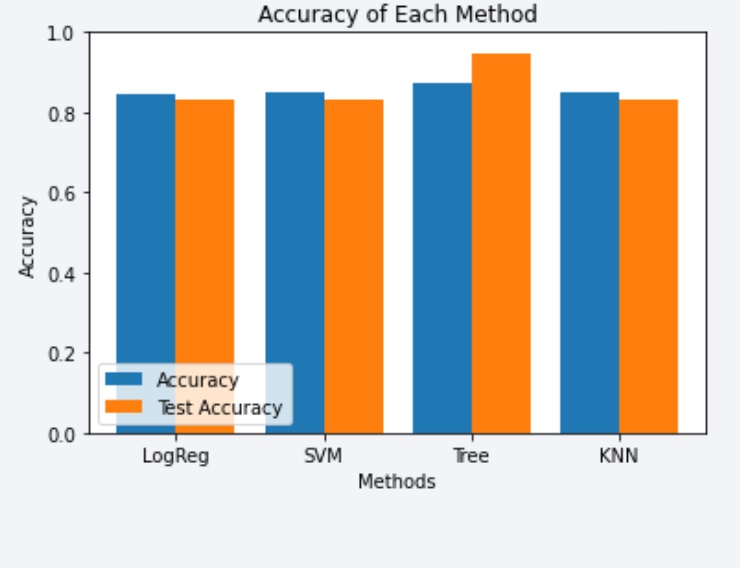 Accuracy of Each Method
1.0
0.8
0.6
0.4
0.2
0.0
Accuracy
Accuracy
Test Accuracy
LogReg SVM Tree KNN
Methods